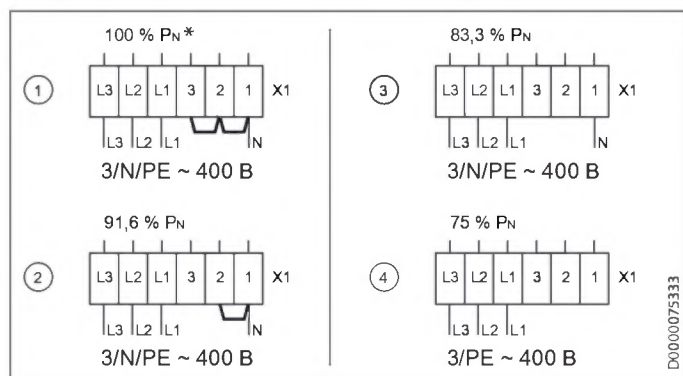 100 % PN*
1
L3 L2 L1 3 2 1 X1
L3 L2 L1 N
3/N/PE ~ 400 В
91,6 % PN
2
L3 L2 L1 3 2 1 X1
L3 L2 L1 N
3/N/PE ~ 400 В
83,3 % PN
3
L3 L2 L1 3 2 1 X1
L3 L2 L1 N
3/N/PE ~ 400 В
75 % PN
4
L3 L2 L1 3 2 1 X1
L3 L2 L1
3/PE ~ 400 В
D0000075333